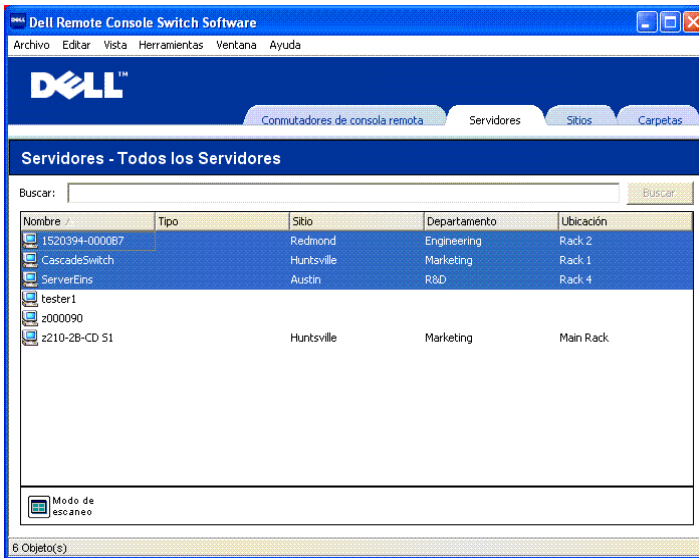 DELL Dell Remote Console Switch Software
Archivo Editar Vista Herramientas Ventana Ayuda
DELL™
Conmutadores de consola remota Servidores Sitios Carpetas
Servidores - Todos los Servidores
Buscar: Buscar
Nombre Tipo Sitio Departamento Ubicación
1520394-0000B7 Redmond Engineering Rack 2
CascadeSwitch Huntsville Marketing Rack 1
ServerEins Austin R&D Rack 4
tester1
z000090
z210-2B-CD S1 Huntsville Marketing Main Rack
Modo de
escaneo
6 Objeto(s)